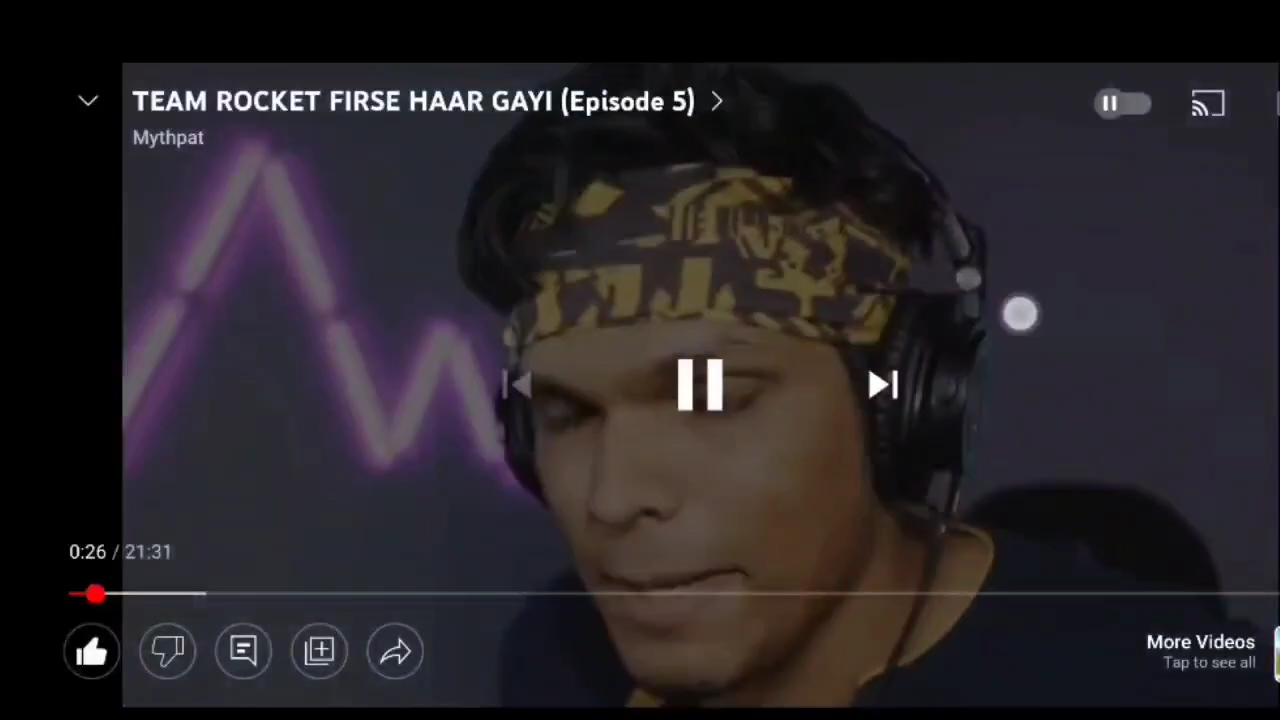 TEAM ROCKET FIRSE HAAR GAYI (Episode 5)
Mythpat
0:26 / 21:31
More Videos
Tap to see all